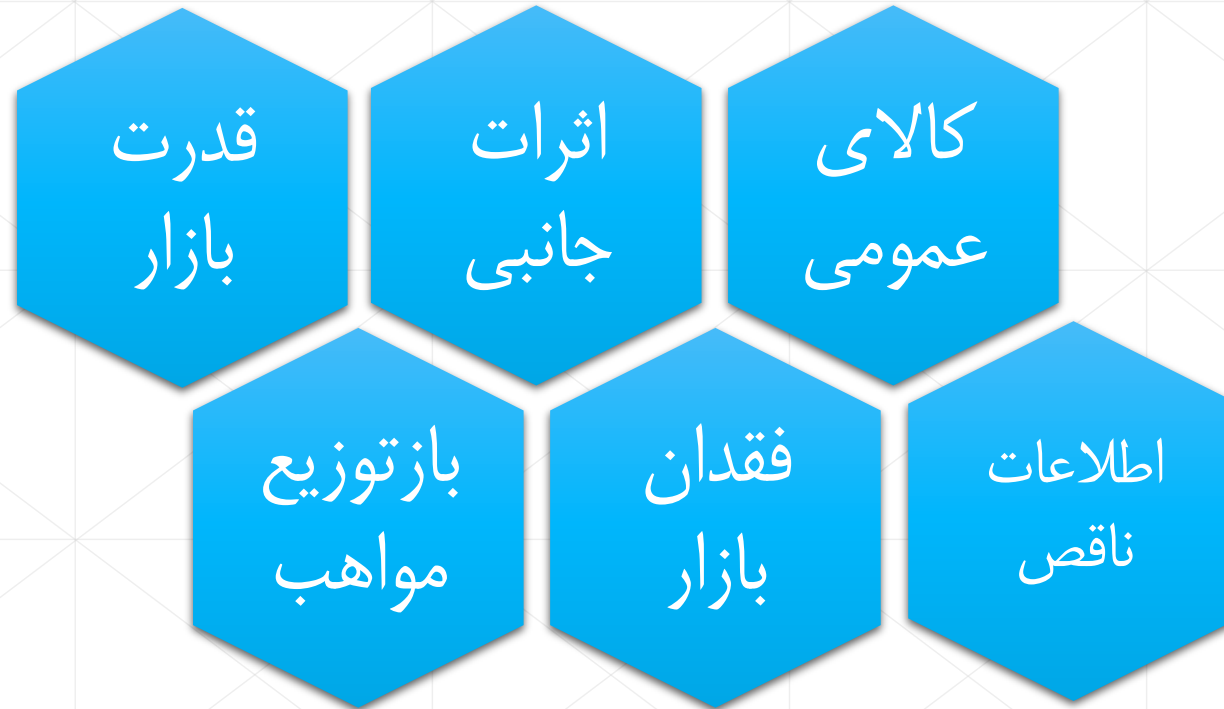 کالای
عمومی
اثرات
جانبی
قدرت
بازار
اطلاعات
ناقص
فقدان
بازار
بازتوزیع
مواهب